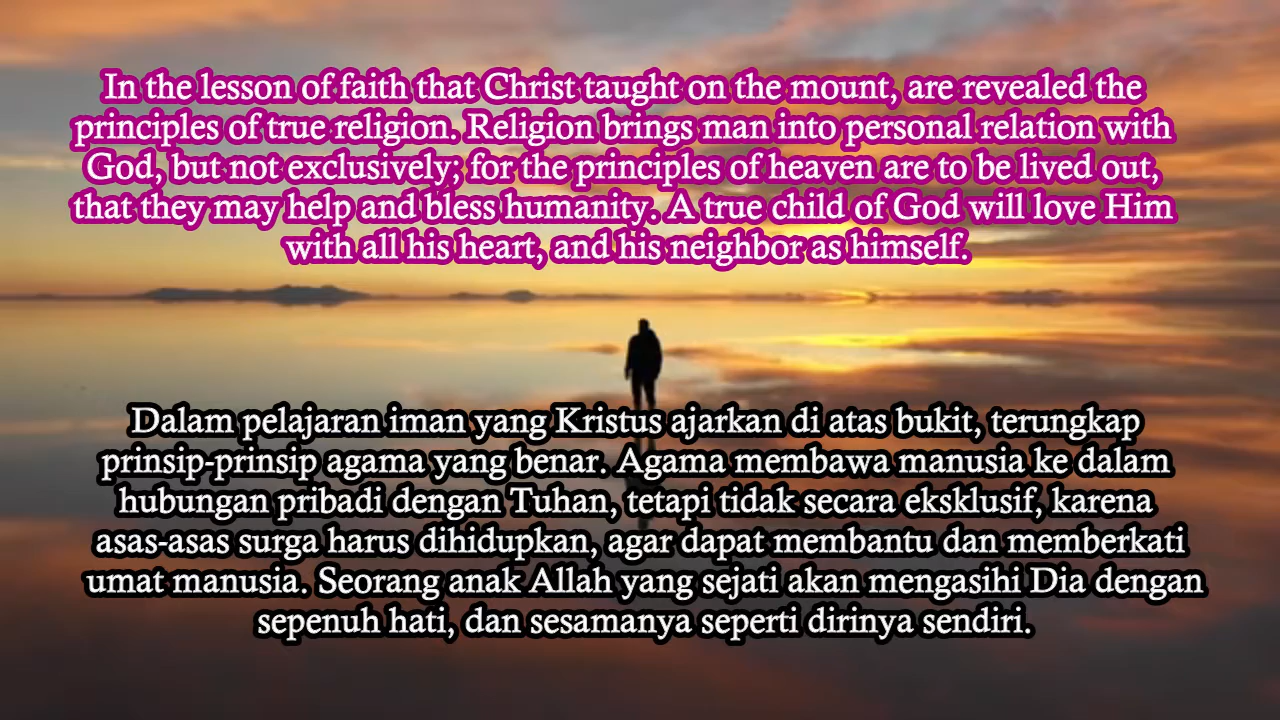 In the lesson of faith that Christ taught on the mount, are revealed the
principles of true religion. Religion brings man into personal relation with
God, but not exclusively; for the principles of heaven are to be lived out,
that they may help and bless humanity. A true child of God will love Him
with all his heart, and his neighbor as himself.
Dalam pelajaran iman yang Kristus ajarkan di atas bukit, terungkap
prinsip-prinsip agama yang benar. Agama membawa manusia ke dalam
hubungan pribadi dengan Tuhan, tetapi tidak secara eksklusif, karena
asas-asas surga harus dihidupkan, agar dapat membantu dan memberkati
umat manusia. Seorang anak Allah yang sejati akan mengasihi Dia dengan
sepenuh hati, dan sesamanya seperti dirinya sendiri.